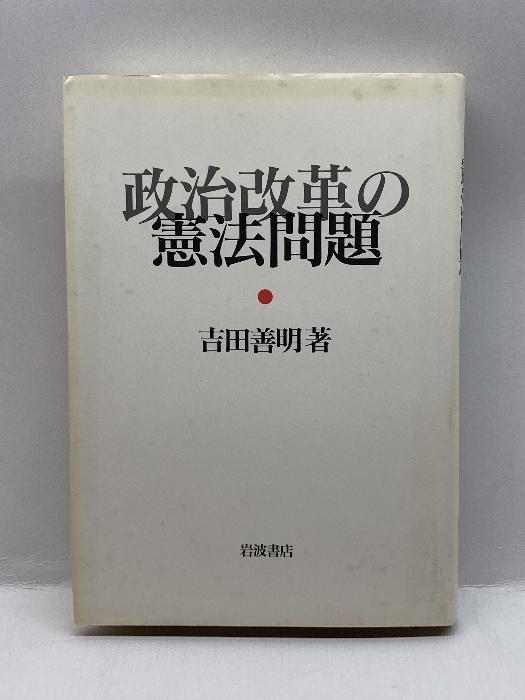 政治改革の
憲法問題
吉田善明著
岩波書店